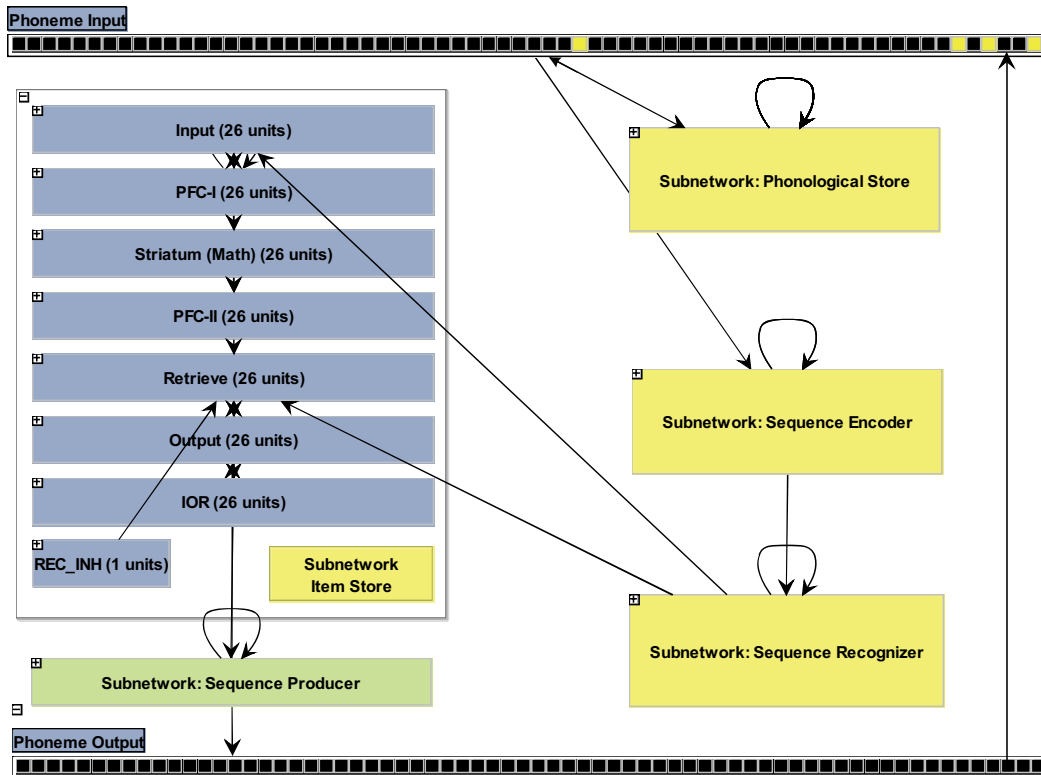 Phoneme Input
Input (26 units)
PFC-I (26 units)
Striatum (Math) (26 units)
PFC-II (26 units)
Retrieve (26 units)
Output (26 units)
IOR (26 units)
REC_INH (1 units)
Subnetwork
Item Store
Subnetwork: Sequence Producer
Phoneme Output
Subnetwork: Phonological Store
Subnetwork: Sequence Encoder
Subnetwork: Sequence Recognizer